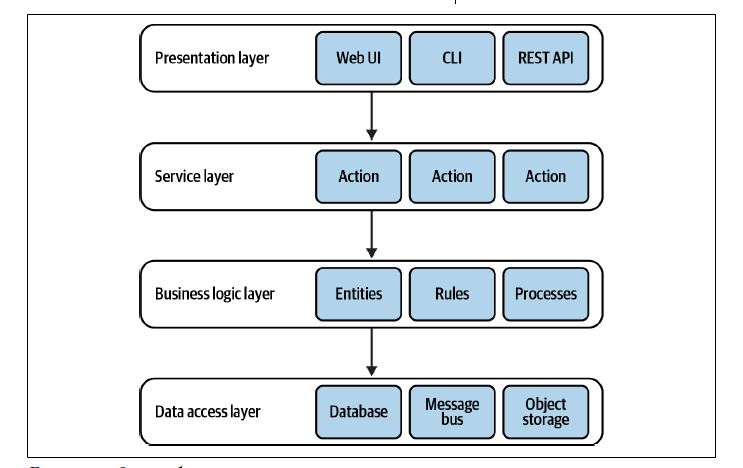 Presentation layer
Web UI
CLI
REST API
Service layer
Action
Action
Action
Business logic layer
Entities
Rules
Processes
Data access layer
Database
Message
bus
Object
storage